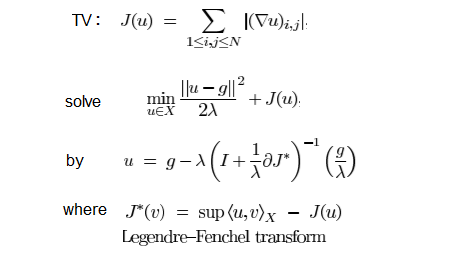 TV: J(u) = ∑_{1≤i,j≤N} |(∇u)_{i,j}|.
solve min_{u∈X} ||u − g||² / 2λ + J(u).
by u = g − λ(I + 1/λ ∂J*)^{−1} (g/λ)
where J*(v) = sup⟨u,v⟩_X − J(u)
Legendre–Fenchel transform